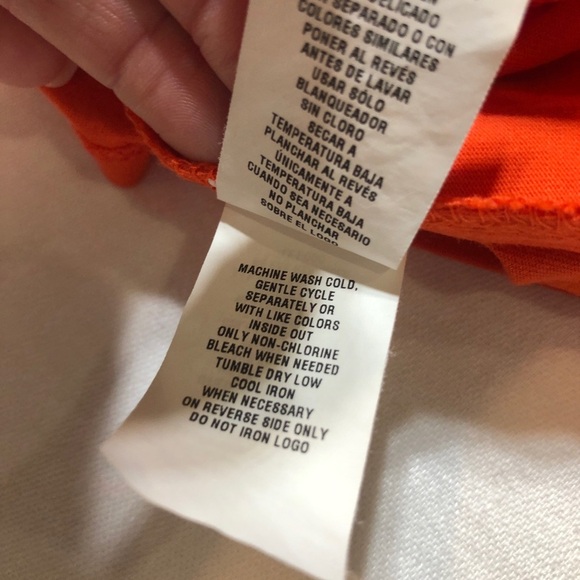 DELICADO
SEPARADO O CON
COLORES SIMILARES
PONER AL REVÉS
ANTES DE LAVAR
USAR SÓLO
BLANQUEADOR
SIN CLORO
SECAR A
TEMPERATURA BAJA
PLANCHAR AL REVÉS
ÚNICAMENTE A
TEMPERATURA BAJA
CUANDO SEA NECESARIO
NO PLANCHAR
SOBRE EL LOGO
MACHINE WASH COLD,
GENTLE CYCLE
SEPARATELY OR
WITH LIKE COLORS
INSIDE OUT
ONLY NON-CHLORINE
BLEACH WHEN NEEDED
TUMBLE DRY LOW
COOL IRON
WHEN NECESSARY
ON REVERSE SIDE ONLY
DO NOT IRON LOGO